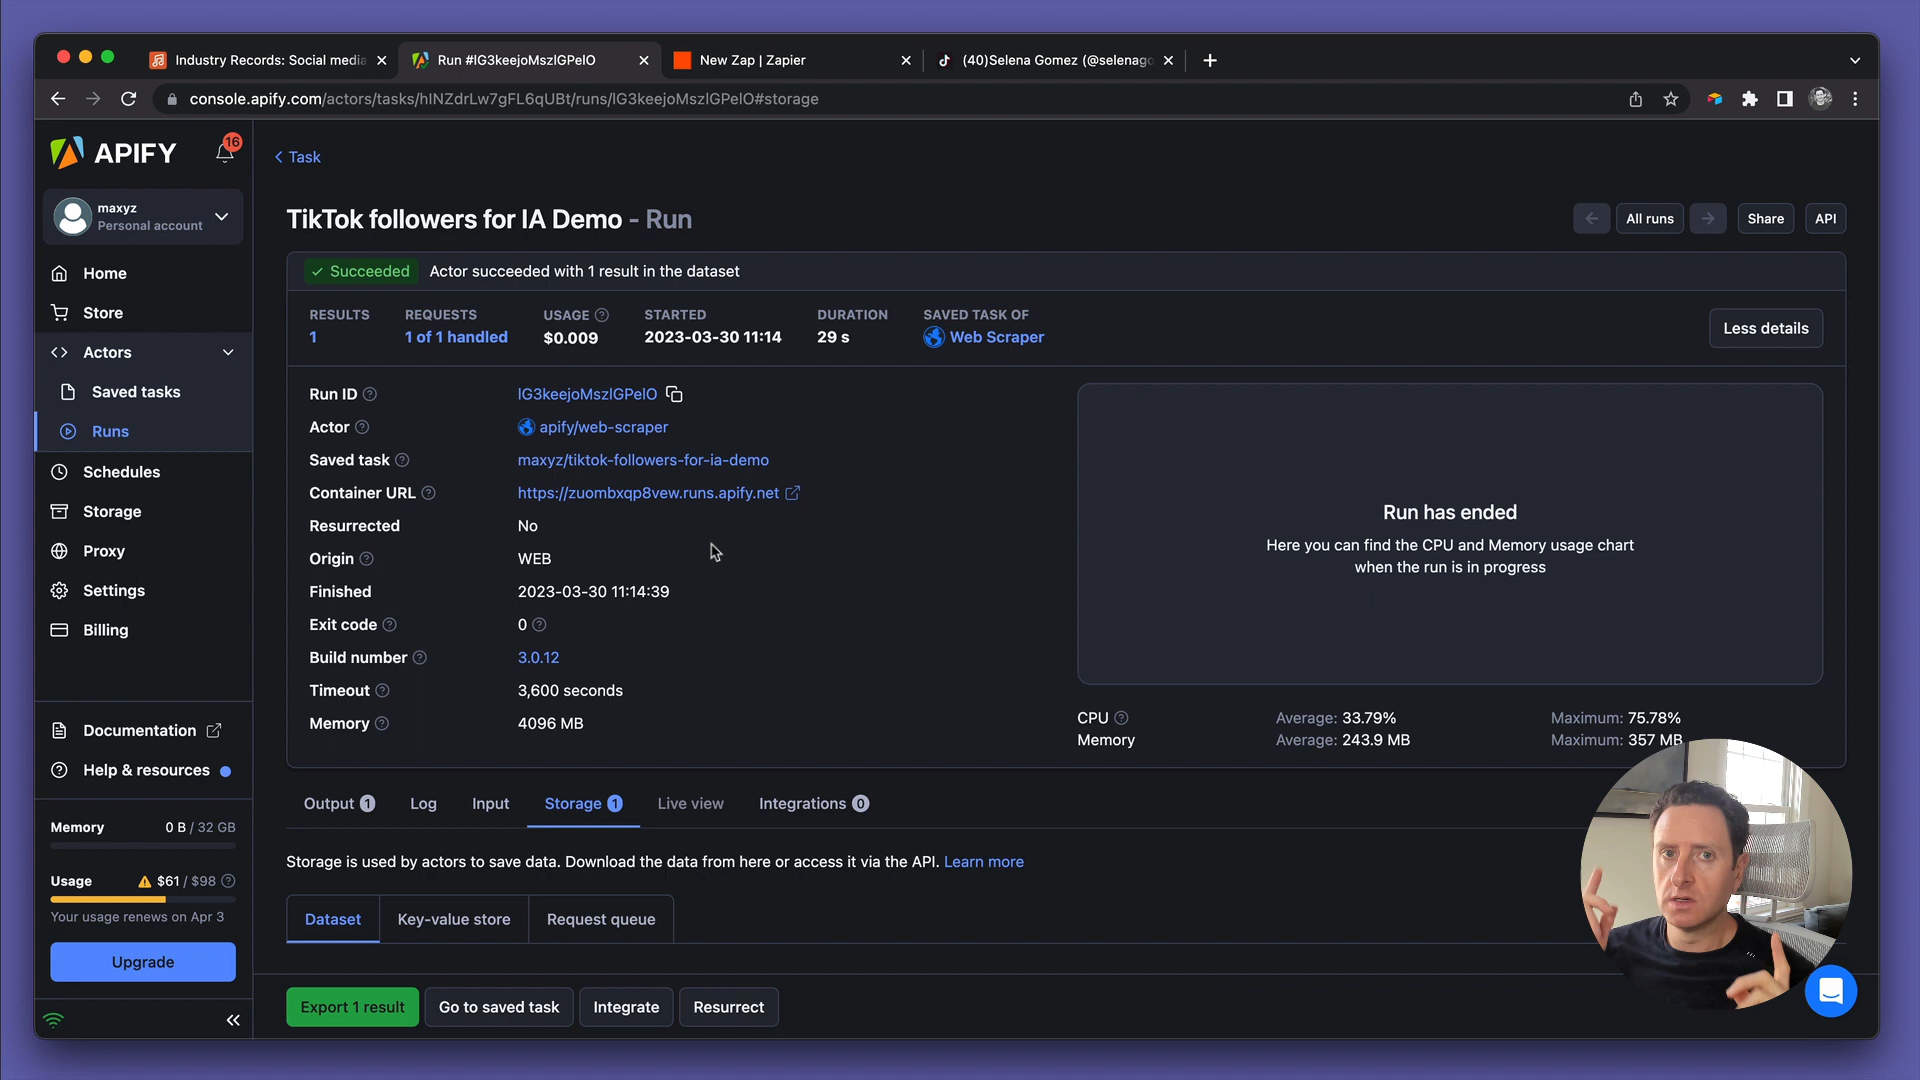 Industry Records: Social media
Run #IG3keejoMszlGPelO
New Zap | Zapier
(40)Selena Gomez (@selenago
console.apify.com/actors/tasks/hINZdrLw7gFL6qUBt/runs/lG3keejoMszlGPelO#storage
APIFY
16
maxyz
Personal account
Home
Store
Actors
Saved tasks
Runs
Schedules
Storage
Proxy
Settings
Billing
Documentation
Help & resources
Memory 0 B / 32 GB
Usage $61 / $98
Your usage renews on Apr 3
Upgrade
Task
TikTok followers for IA Demo - Run
All runs
Share
API
Succeeded Actor succeeded with 1 result in the dataset
RESULTS REQUESTS USAGE STARTED DURATION SAVED TASK OF
1 1 of 1 handled $0.009 2023-03-30 11:14 29 s Web Scraper
Less details
Run ID lG3keejoMszlGPelO
Actor apify/web-scraper
Saved task maxyz/tiktok-followers-for-ia-demo
Container URL https://zuombxqp8vew.runs.apify.net
Resurrected No
Origin WEB
Finished 2023-03-30 11:14:39
Exit code 0
Build number 3.0.12
Timeout 3,600 seconds
Memory 4096 MB
Run has ended
Here you can find the CPU and Memory usage chart
when the run is in progress
CPU Average: 33.79% Maximum: 75.78%
Memory Average: 243.9 MB Maximum: 357 MB
Output 1 Log Input Storage 1 Live view Integrations 0
Storage is used by actors to save data. Download the data from here or access it via the API. Learn more
Dataset Key-value store Request queue
Export 1 result Go to saved task Integrate Resurrect